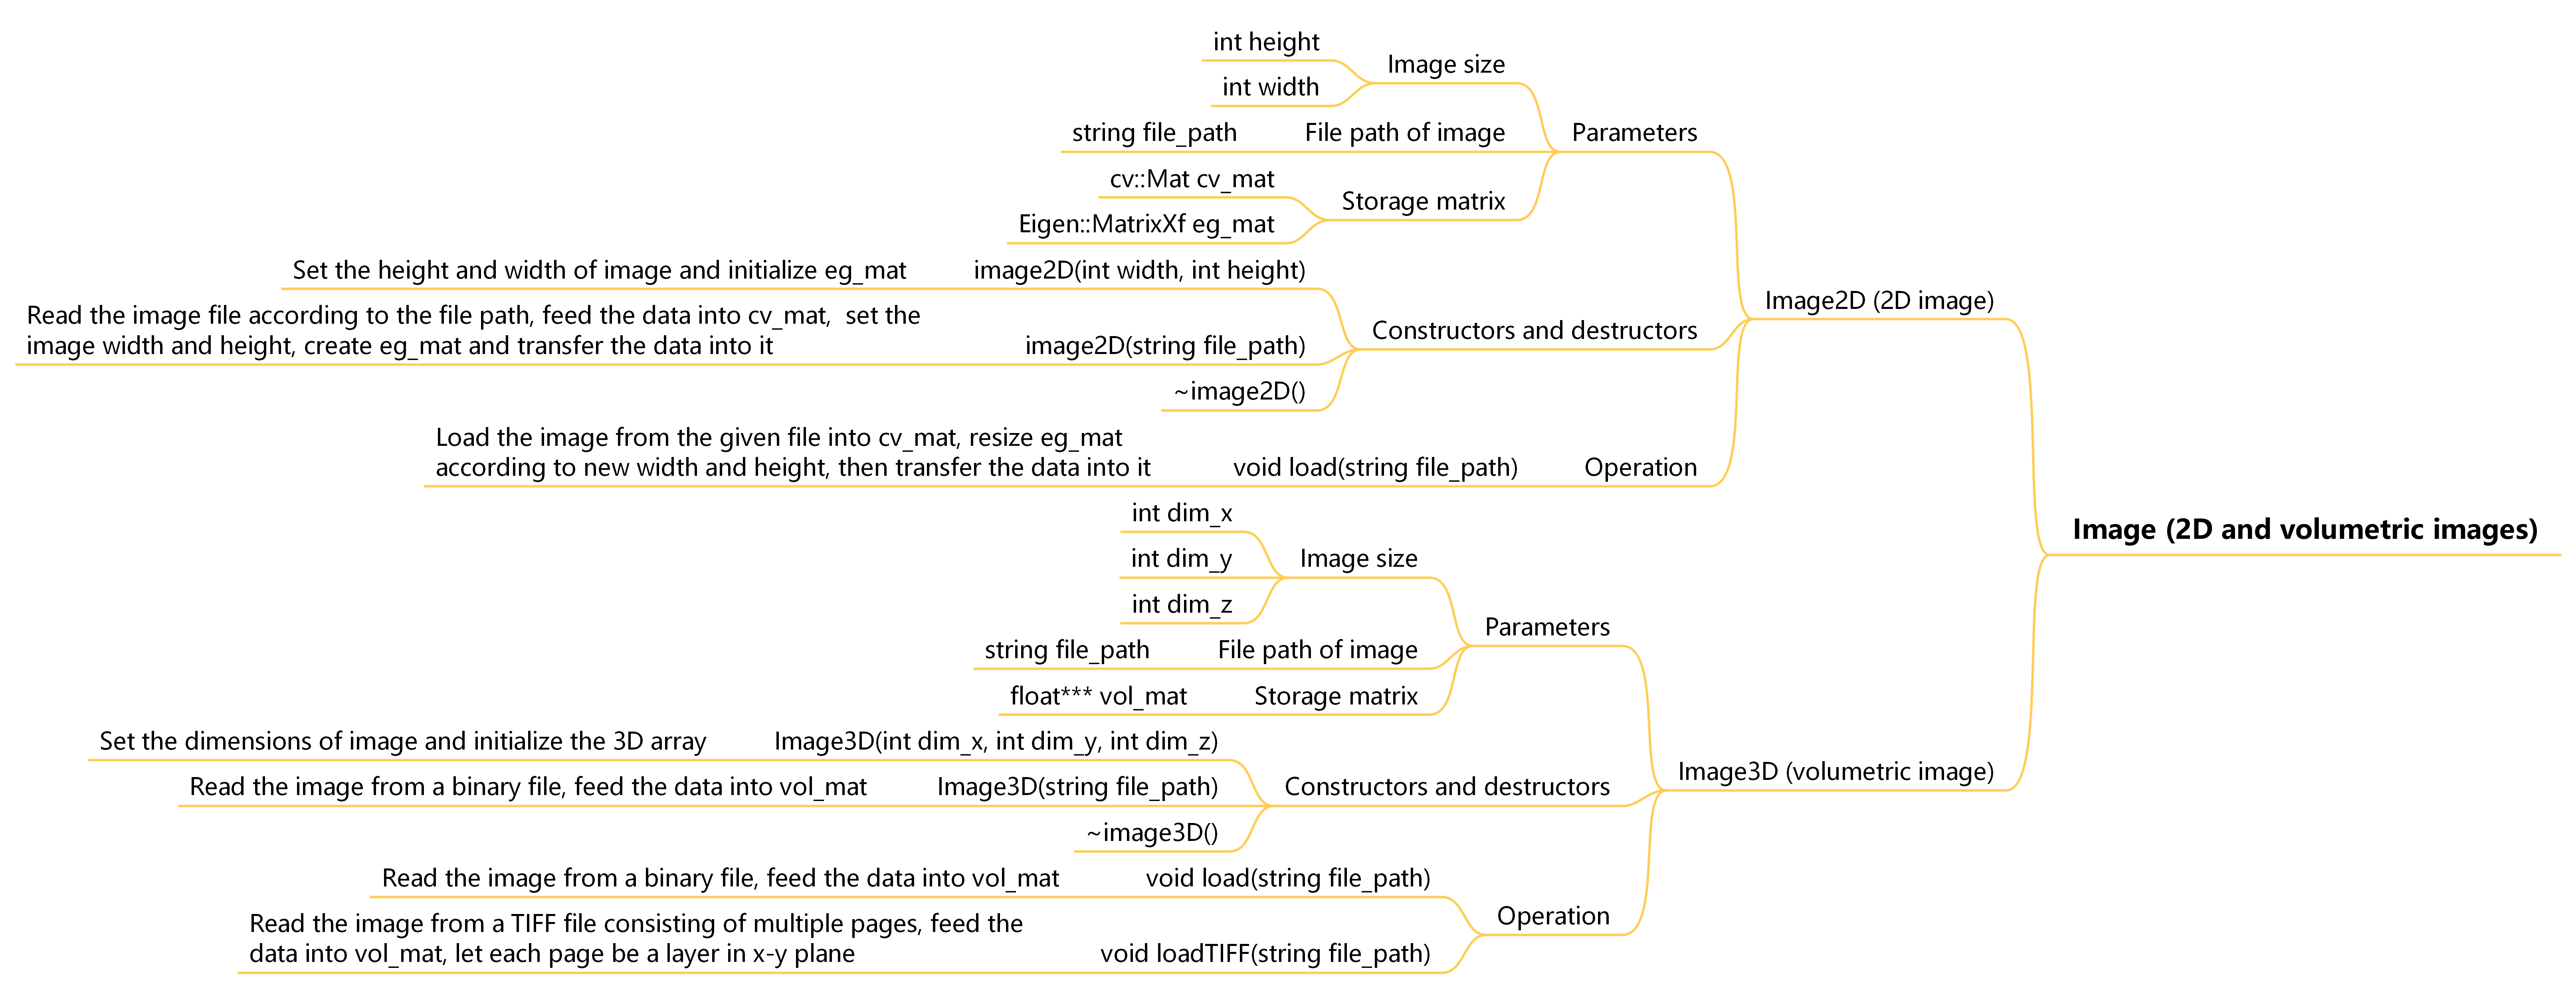 int height
Image size
int width
string file_path
File path of image
Parameters
cv::Mat cv_mat
Storage matrix
Eigen::MatrixXf eg_mat
Set the height and width of image and initialize eg_mat
image2D(int width, int height)
Image2D (2D image)
Read the image file according to the file path, feed the data into cv_mat,  set the
image width and height, create eg_mat and transfer the data into it
image2D(string file_path)
Constructors and destructors
~image2D()
Load the image from the given file into cv_mat, resize eg_mat
according to new width and height, then transfer the data into it
void load(string file_path)
Operation
Image (2D and volumetric images)
int dim_x
int dim_y
Image size
int dim_z
Parameters
string file_path
File path of image
float*** vol_mat
Storage matrix
Set the dimensions of image and initialize the 3D array
Image3D(int dim_x, int dim_y, int dim_z)
Image3D (volumetric image)
Read the image from a binary file, feed the data into vol_mat
Image3D(string file_path)
Constructors and destructors
~image3D()
Read the image from a binary file, feed the data into vol_mat
void load(string file_path)
Operation
Read the image from a TIFF file consisting of multiple pages, feed the
data into vol_mat, let each page be a layer in x-y plane
void loadTIFF(string file_path)